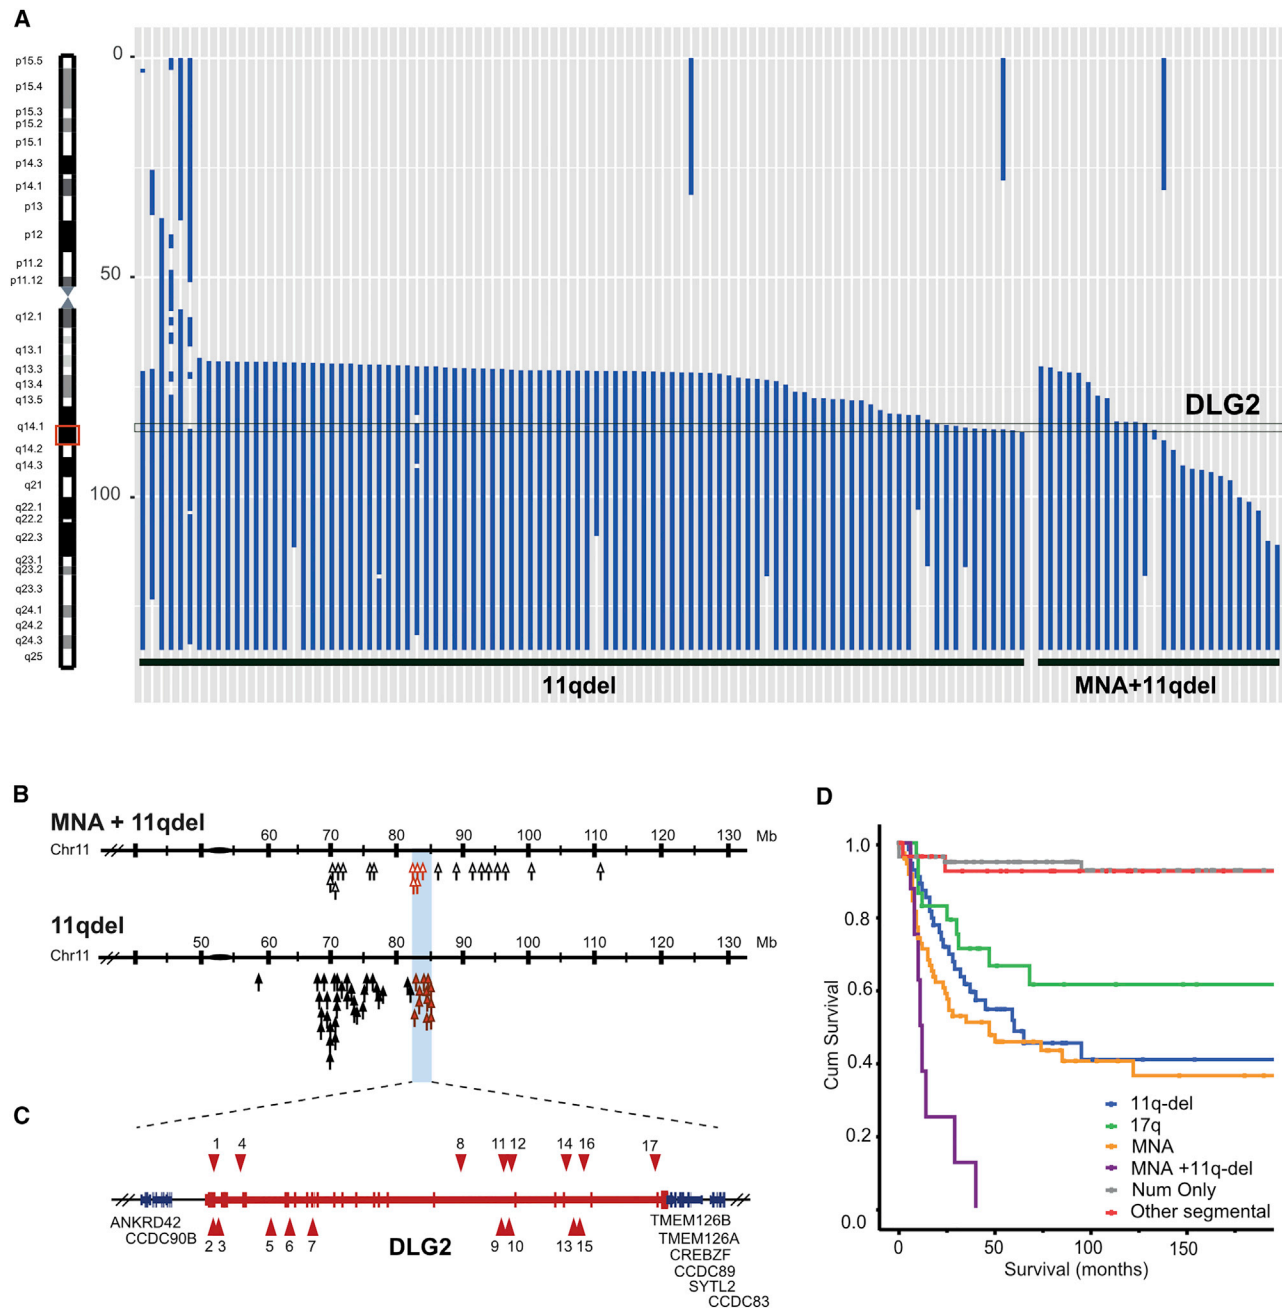 A
p15.5
p15.4
p15.3
p15.2
p15.1
p14.3
p14.1
p13
p12
p11.2
p11.12
q12.1
q13.1
q13.3
q13.4
q13.5
q14.1
q14.2
q14.3
q21
q22.1
q22.2
q22.3
q23.1
q23.2
q23.3
q24.1
q24.2
q24.3
q25
0
50
100
DLG2
11qdel
MNA+11qdel
B
MNA + 11qdel
Chr11
60 70 80 90 100 110 120 130 Mb
11qdel
Chr11
50 60 70 80 90 100 110 120 130 Mb
C
1 4 8 11 12 14 16 17
ANKRD42
CCDC90B
2 3 5 6 7 DLG2 9 10 13 15
TMEM126B
TMEM126A
CREBZF
CCDC89
SYTL2
CCDC83
D
Cum Survival
1.0
0.8
0.6
0.4
0.2
0.0
11q-del
17q
MNA
MNA +11q-del
Num Only
Other segmental
0 50 100 150
Survival (months)